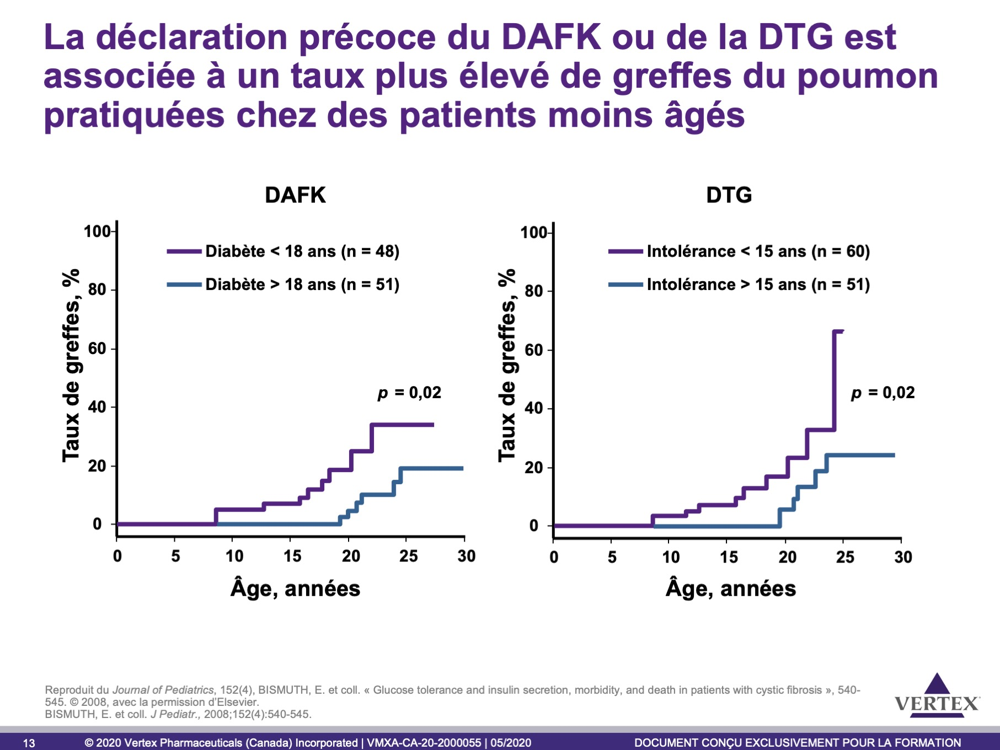 La déclaration précoce du DAFK ou de la DTG est
associée à un taux plus élevé de greffes du poumon
pratiquées chez des patients moins âgés
DAFK
Taux de greffes, %
100
80
60
40
20
0
Diabète < 18 ans (n = 48)
Diabète > 18 ans (n = 51)
p = 0,02
0 5 10 15 20 25 30
Âge, années
DTG
Taux de greffes, %
100
80
60
40
20
0
Intolérance < 15 ans (n = 60)
Intolérance > 15 ans (n = 51)
p = 0,02
0 5 10 15 20 25 30
Âge, années
Reproduit du Journal of Pediatrics, 152(4), BISMUTH, E. et coll. « Glucose tolerance and insulin secretion, morbidity, and death in patients with cystic fibrosis », 540-
545. © 2008, avec la permission d’Elsevier.
BISMUTH, E. et coll. J Pediatr., 2008;152(4):540-545.
VERTEX
13 © 2020 Vertex Pharmaceuticals (Canada) Incorporated | VMXA-CA-20-2000055 | 05/2020 DOCUMENT CONÇU EXCLUSIVEMENT POUR LA FORMATION